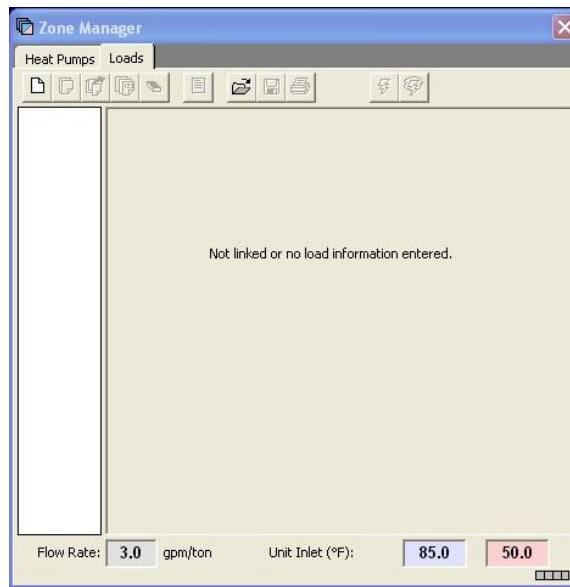 Zone Manager
Heat Pumps Loads
Not linked or no load information entered.
Flow Rate: 3.0 gpm/ton Unit Inlet (°F): 85.0 50.0